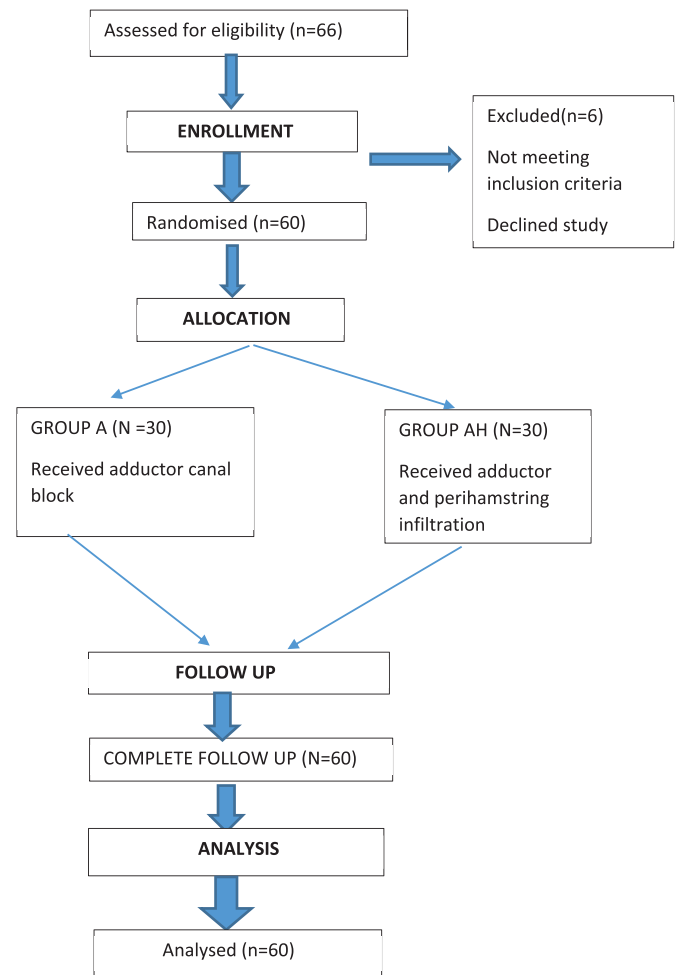 Assessed for eligibility (n=66)
ENROLLMENT
Excluded(n=6)
Not meeting
inclusion criteria
Declined study
Randomised (n=60)
ALLOCATION
GROUP A (N =30)
Received adductor canal
block
GROUP AH (N=30)
Received adductor
and perihamstring
infiltration
FOLLOW UP
COMPLETE FOLLOW UP (N=60)
ANALYSIS
Analysed (n=60)